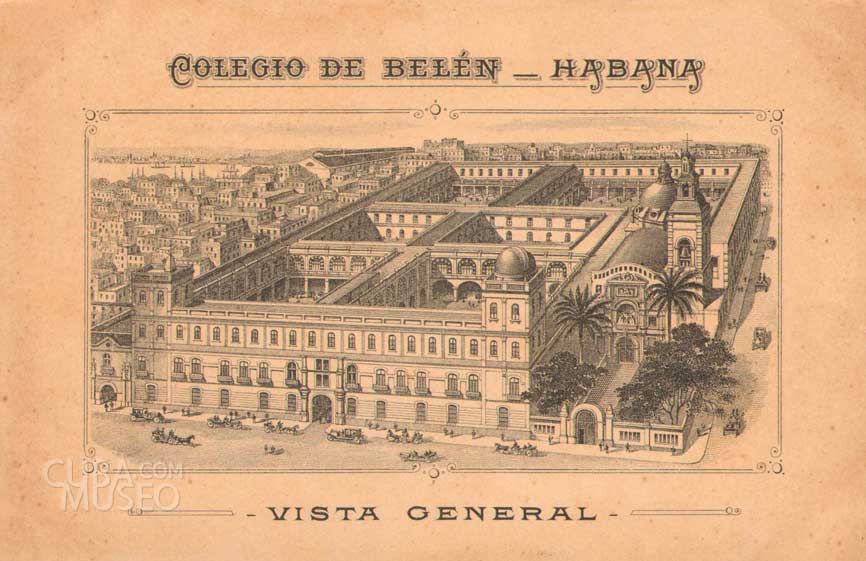 COLEGIO DE BELÉN _ HABANA
CUBA
.COM
MUSEO
- VISTA GENERAL -